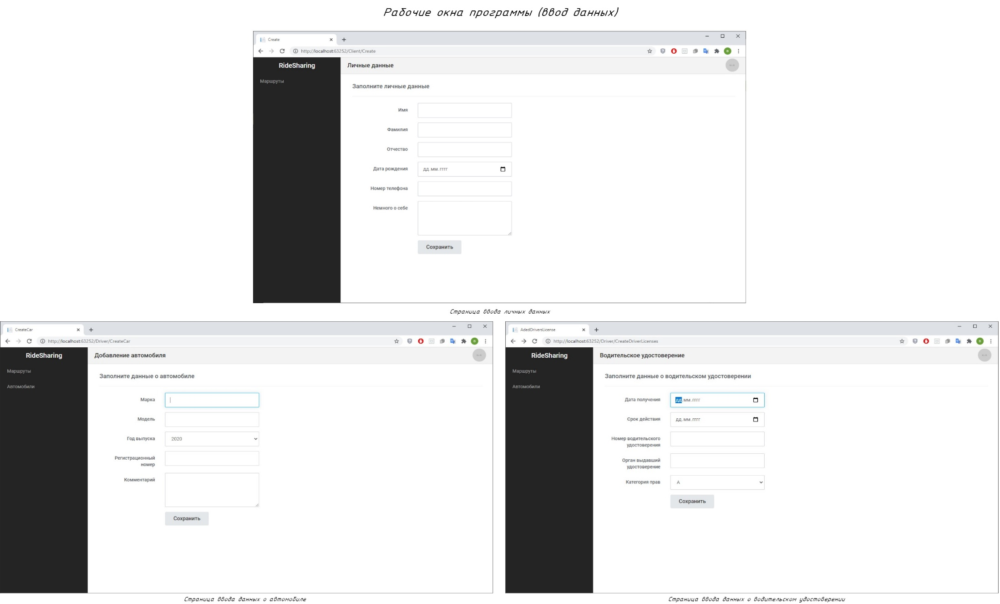 Рабочие окна программы (ввод данных)
Create
http://localhost:63252/Client/Create
RideSharing
Личные данные
Маршруты
Заполните личные данные
Имя
Фамилия
Отчество
Дата рождения
дд.мм.гггг
Номер телефона
Немного о себе
Сохранить
Страница ввода личных данных
CreateCar
http://localhost:63252/Driver/CreateCar
RideSharing
Добавление автомобиля
Маршруты
Автомобили
Заполните данные о автомобиле
Марка
Модель
Год выпуска
2020
Регистрационный
номер
Комментарий
Сохранить
Страница ввода данных о автомобиле
AdedDriversLicense
http://localhost:63252/Driver/CreateDriverLicenses
RideSharing
Водительское удостоверение
Маршруты
Автомобили
Заполните данные о водительском удостоверении
Дата получения
дд.мм.гггг
Срок действия
дд.мм.гггг
Номер водительского
удостоверения
Орган выдавший
удостоверение
Категория прав
A
Сохранить
Страница ввода данных о водительском удостоверении